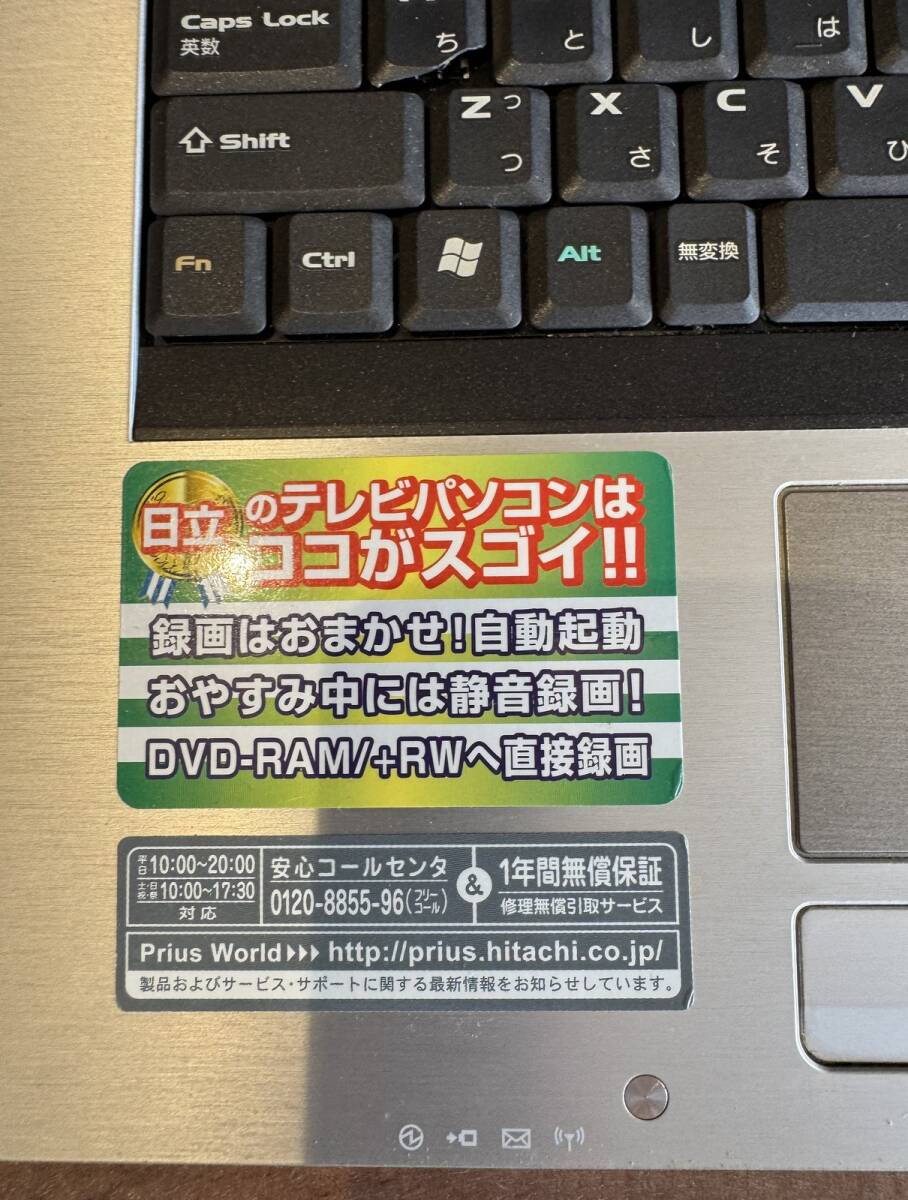 Caps Lock
英数
ち
と
し
は
Shift
Z っ
つ
X
さ
C
そ
V
ひ
Fn
Ctrl
Alt
無変換
日立のテレビパソコンは
ココがスゴイ!!
録画はおまかせ!自動起動
おやすみ中には静音録画!
DVD-RAM/+RWへ直接録画
平日 10:00~20:00
土・日 祝・祭 10:00~17:30
対応
安心コールセンタ
0120-8855-96(フリーコール)
&
1年間無償保証
修理無償引取サービス
Prius World http://prius.hitachi.co.jp/
製品およびサービス・サポートに関する最新情報をお知らせしています。